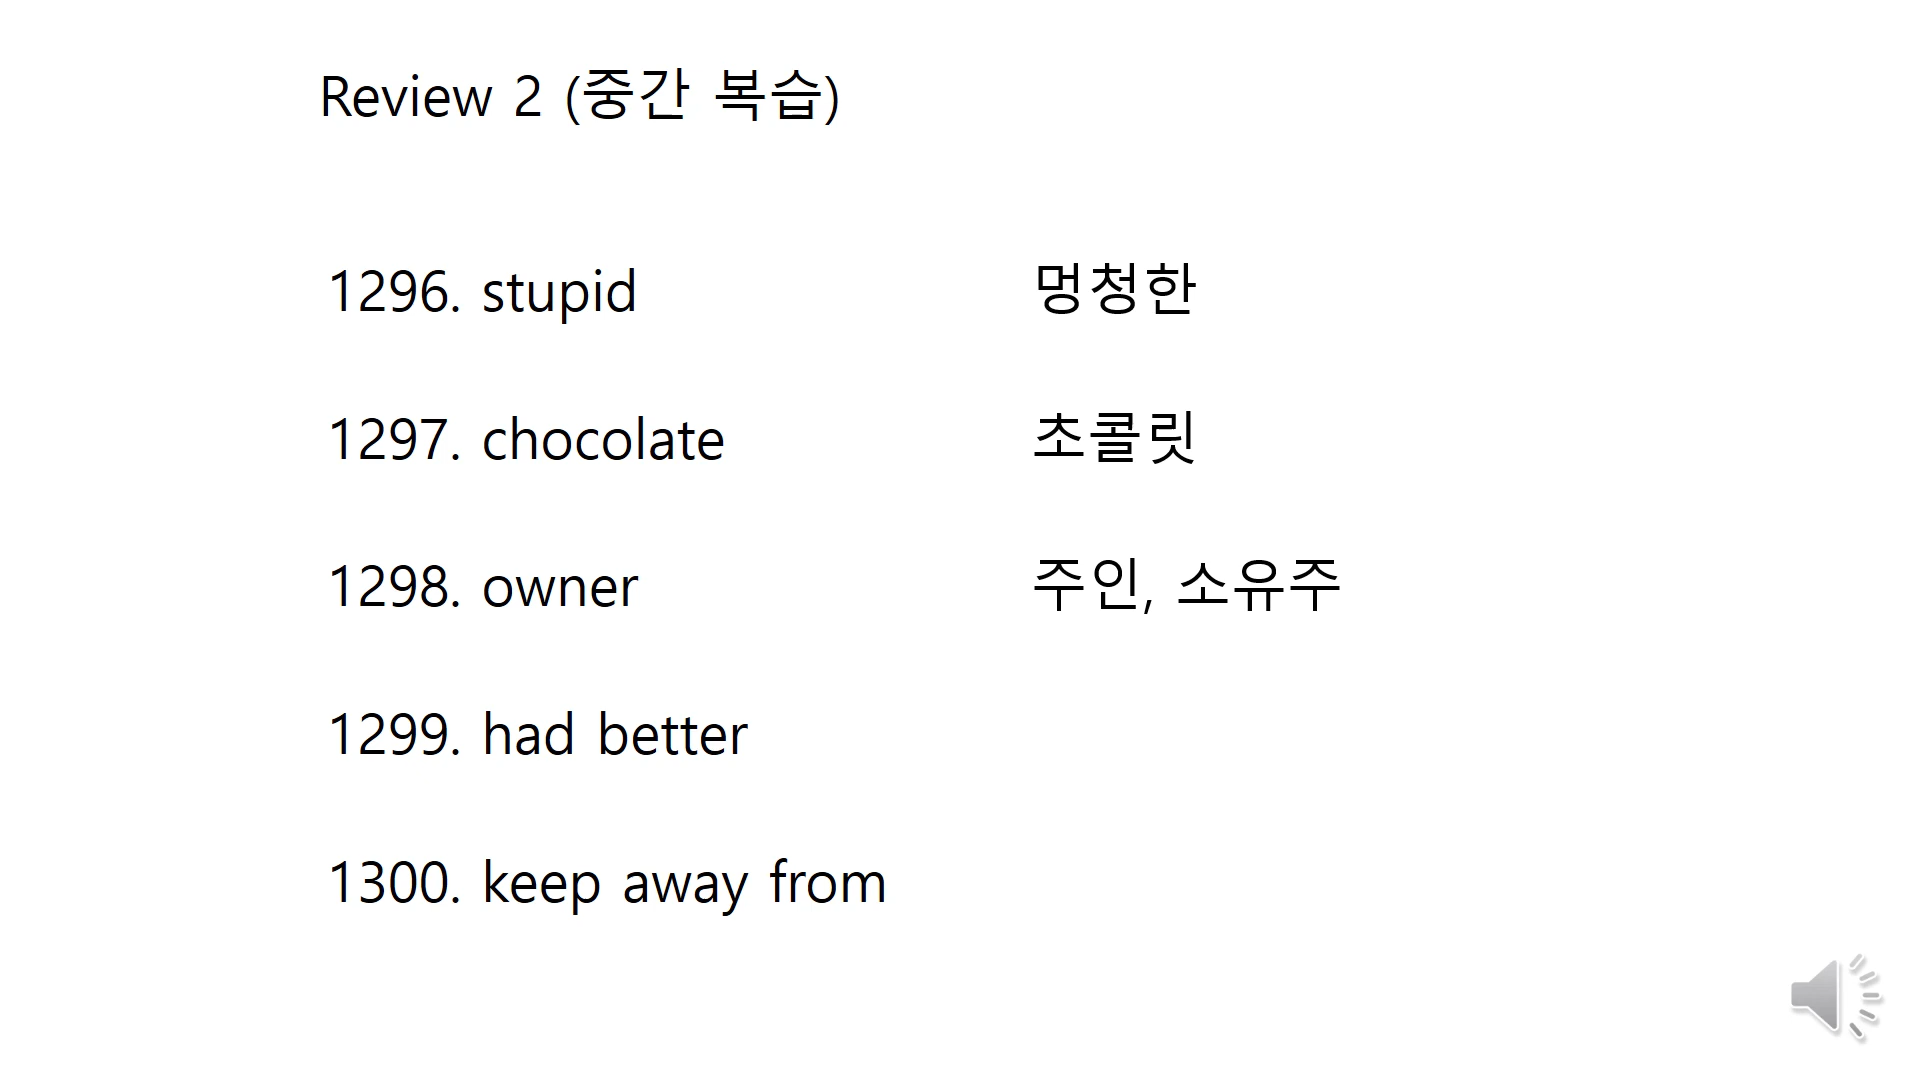 Review 2 (중간 복습)
1296. stupid 멍청한
1297. chocolate 초콜릿
1298. owner 주인, 소유주
1299. had better
1300. keep away from